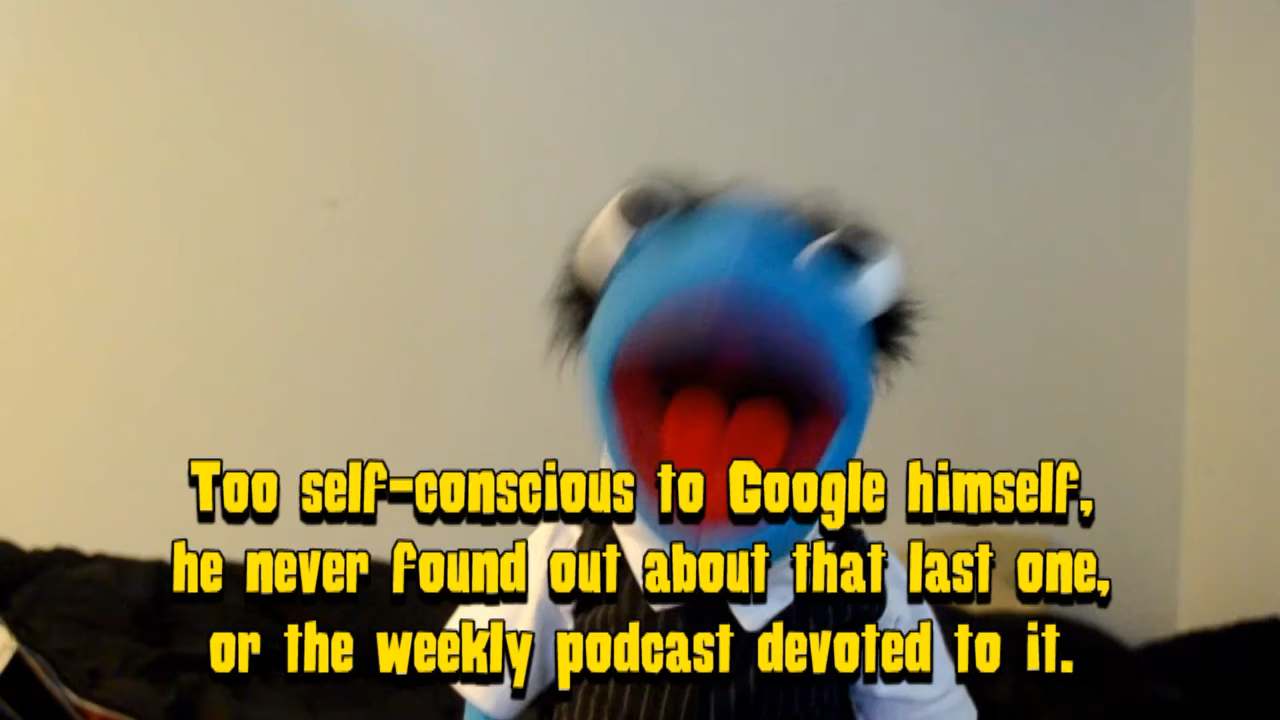 Too self-conscious to Google himself,
he never found out about that last one,
or the weekly podcast devoted to it.